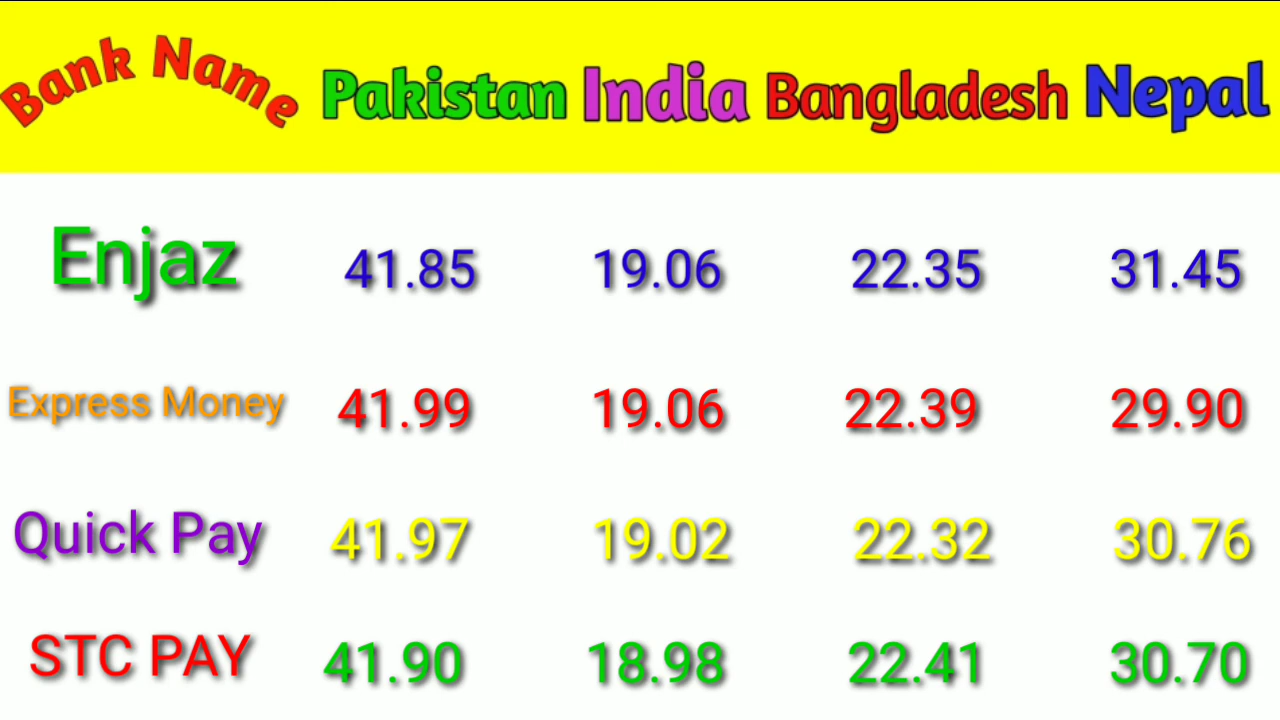 Bank Name Pakistan India Bangladesh Nepal
Enjaz 41.85 19.06 22.35 31.45
Express Money 41.99 19.06 22.39 29.90
Quick Pay 41.97 19.02 22.32 30.76
STC PAY 41.90 18.98 22.41 30.70